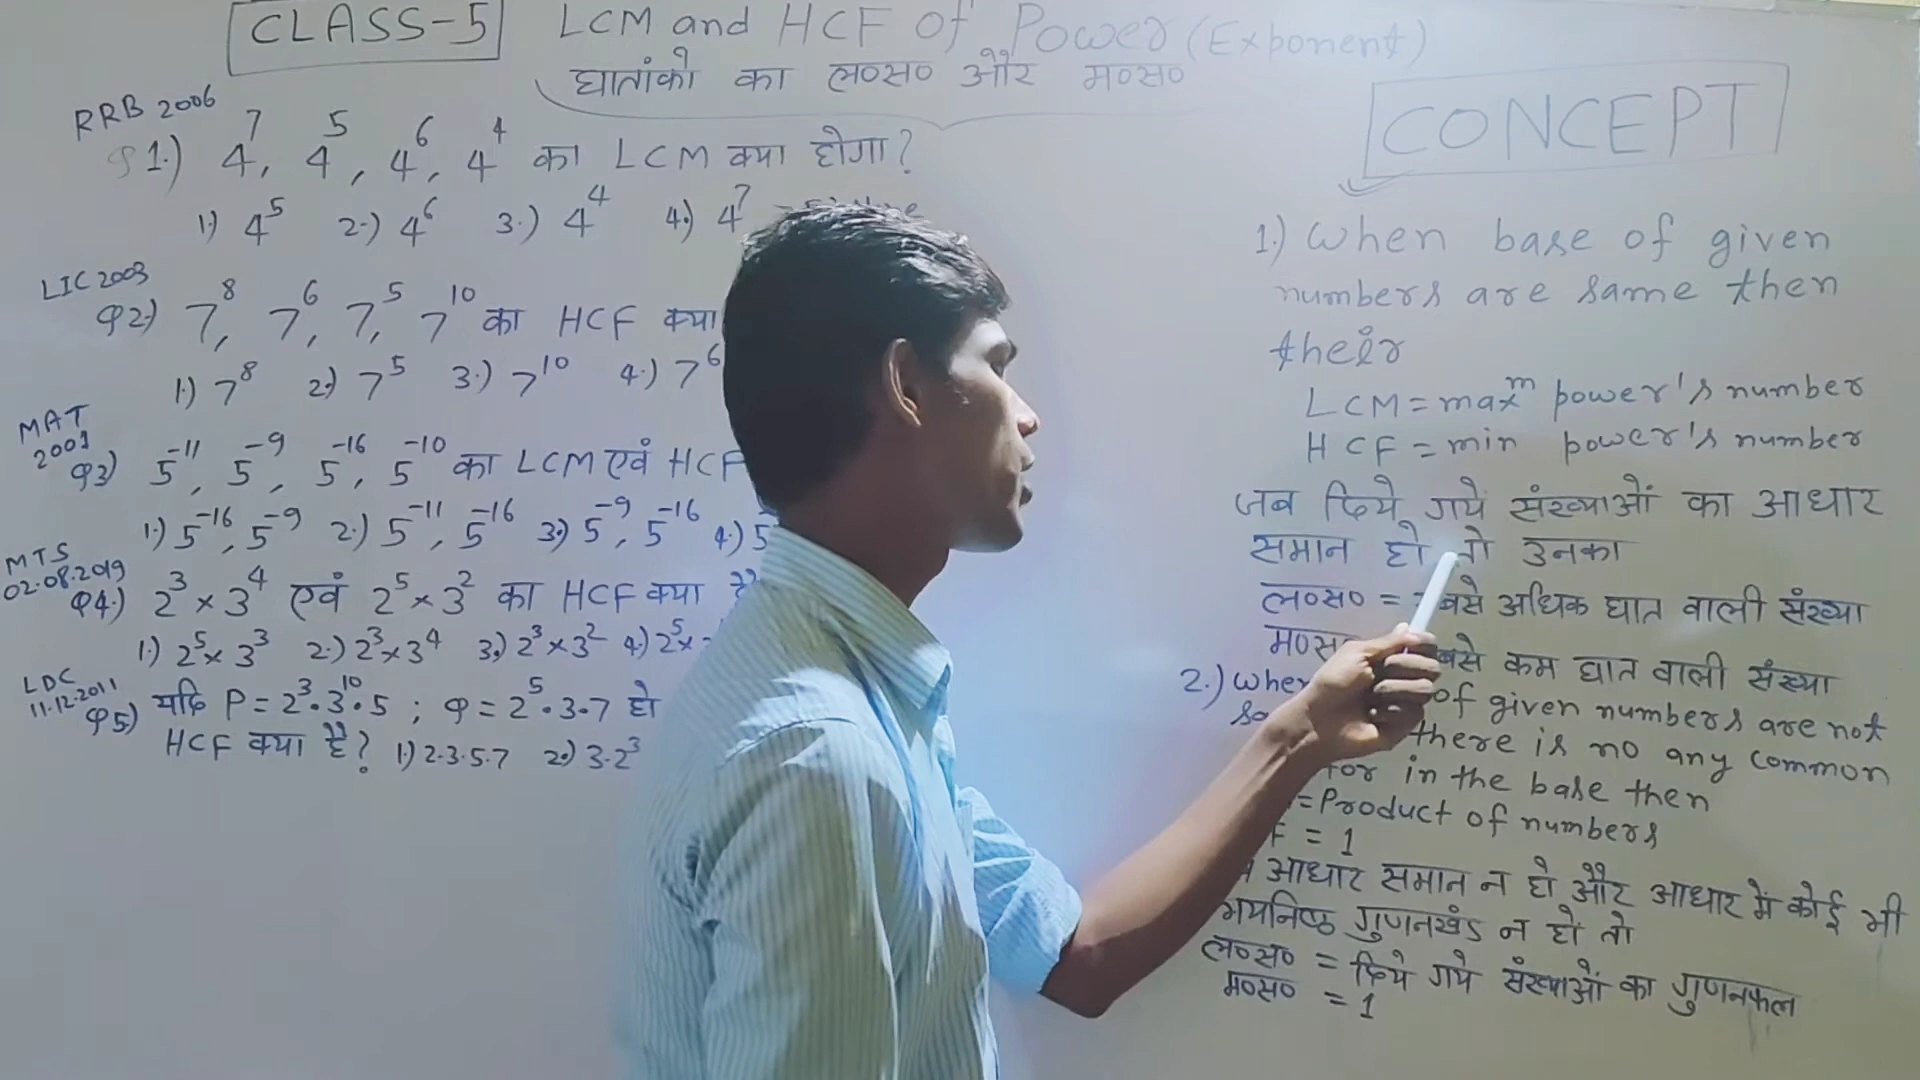 CLASS-5
LCM and HCF of Power (Exponent)
घातांको का ल०स० और म०स०
RRB 2006
Q1.) 4⁷, 4⁵, 4⁶, 4⁴ का LCM क्या होगा?
1.) 4⁵ 2.) 4⁶ 3.) 4⁴ 4.) 4⁷
LIC 2003
Q2.) 7⁸, 7⁶, 7⁵, 7¹⁰ का HCF क्या
1.) 7⁸ 2.) 7⁵ 3.) 7¹⁰ 4.) 7⁶
MAT
2001
Q3) 5⁻¹¹, 5⁻⁹, 5⁻¹⁶, 5⁻¹⁰ का LCM एवं HCF
1.) 5⁻¹⁶, 5⁻⁹ 2.) 5⁻¹¹, 5⁻¹⁶ 3.) 5⁻⁹, 5⁻¹⁶ 4.) 5
MTS
02.08.2019
Q4.) 2³ × 3⁴ एवं 2⁵ × 3² का HCF क्या है
1.) 2⁵ × 3³ 2.) 2³ × 3⁴ 3.) 2³ × 3² 4.) 2⁵ ×
LDC
11.12.2011
Q5) यदि P = 2³·3¹⁰·5 ; Q = 2⁵·3·7 हो
HCF क्या है? 1.) 2·3·5·7 2.) 3·2³
CONCEPT
1.) When base of given
numbers are same then
their
LCM = maxᵐ power's number
HCF = min power's number
जब दिये गये संख्याओं का आधार
समान हो तो उनका
ल०स० = सबसे अधिक घात वाली संख्या
म०स० सबसे कम घात वाली संख्या
2.) When of given numbers are not
there is no any common
in the base then
= Product of numbers
F = 1
आधार समान न हो और आधार में कोई भी
गुणनखंड न हो तो
ल०स० = दिये गये संख्याओं का गुणनफल
म०स० = 1